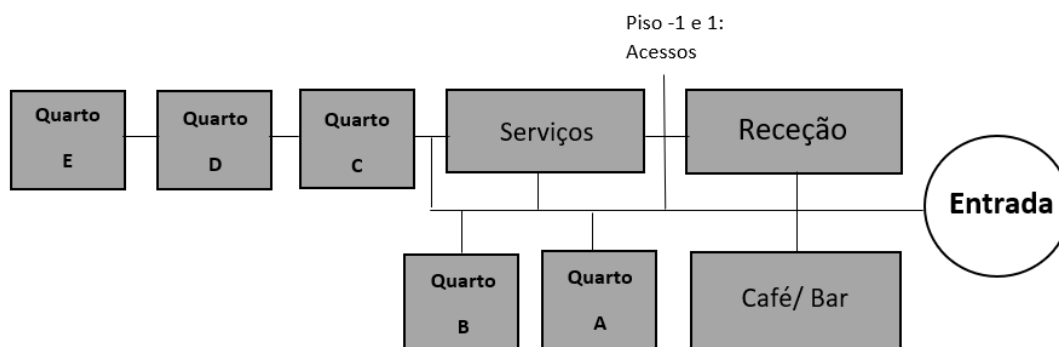 Piso -1 e 1:
Acessos
Quarto
E
Quarto
D
Quarto
C
Serviços
Receção
Entrada
Quarto
B
Quarto
A
Café/ Bar